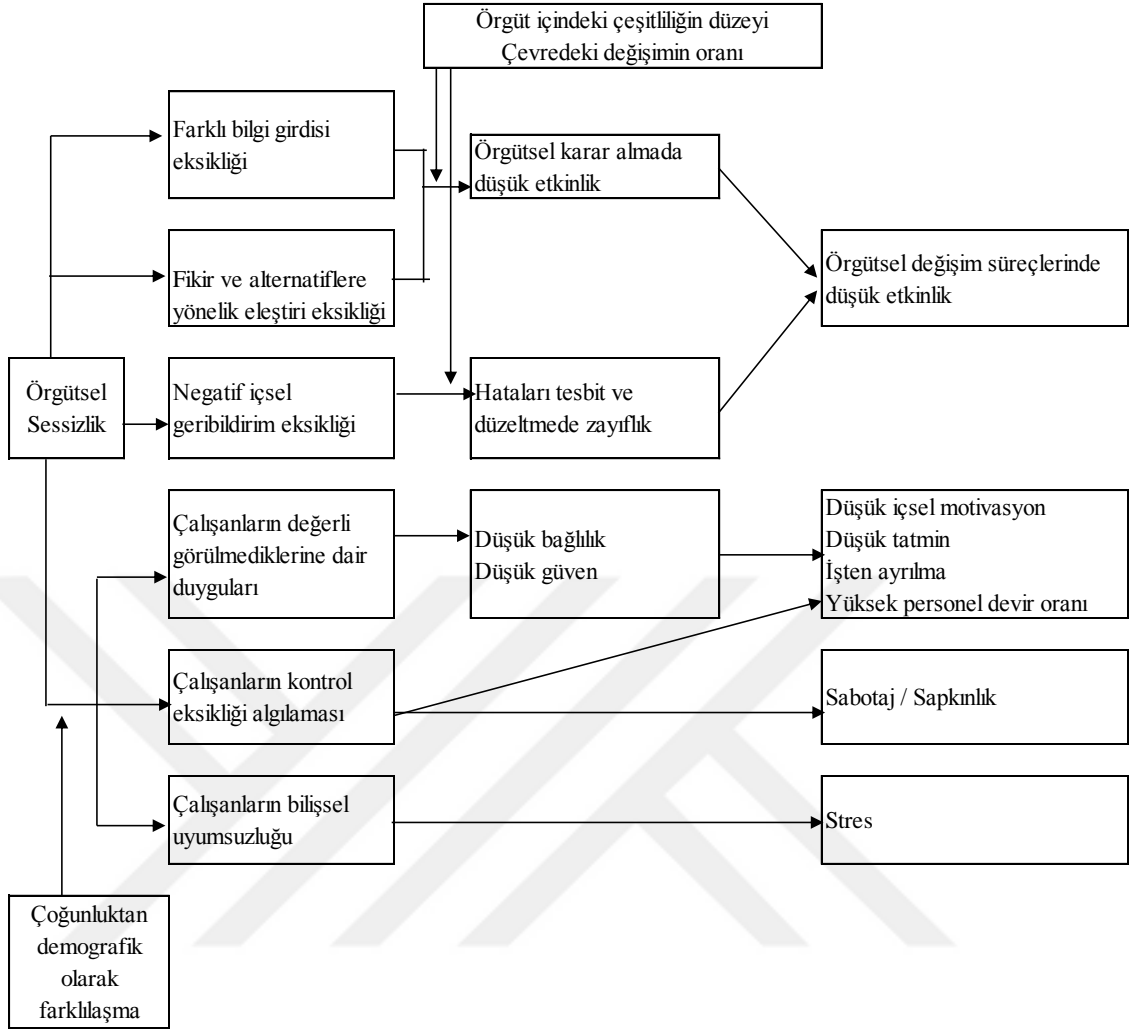 Örgüt içindeki çeşitliliğin düzeyi
Çevredeki değişimin oranı
Farklı bilgi girdisi
eksikliği
Örgütsel karar almada
düşük etkinlik
Fikir ve alternatiflere
yönelik eleştiri eksikliği
Örgütsel değişim süreçlerinde
düşük etkinlik
Örgütsel
Sessizlik
Negatif içsel
geribildirim eksikliği
Hataları tesbit ve
düzeltmede zayıflık
Çalışanların değerli
görülmediklerine dair
duyguları
Düşük bağlılık
Düşük güven
Düşük içsel motivasyon
Düşük tatmin
İşten ayrılma
Yüksek personel devir oranı
Çalışanların kontrol
eksikliği algılaması
Sabotaj / Sapkınlık
Çalışanların bilişsel
uyumsuzluğu
Stres
Çoğunluktan
demografik
olarak
farklılaşma